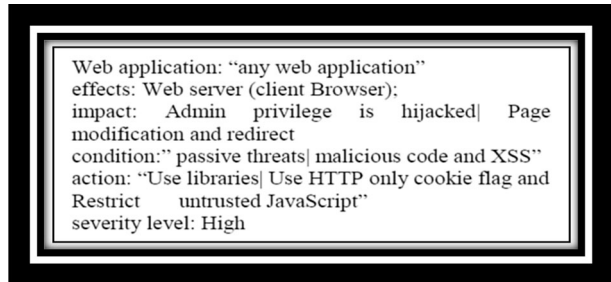 Web application: “any web application”
effects: Web server (client Browser);
impact: Admin privilege is hijacked| Page
modification and redirect
condition:” passive threats| malicious code and XSS”
action: “Use libraries| Use HTTP only cookie flag and
Restrict untrusted JavaScript”
severity level: High